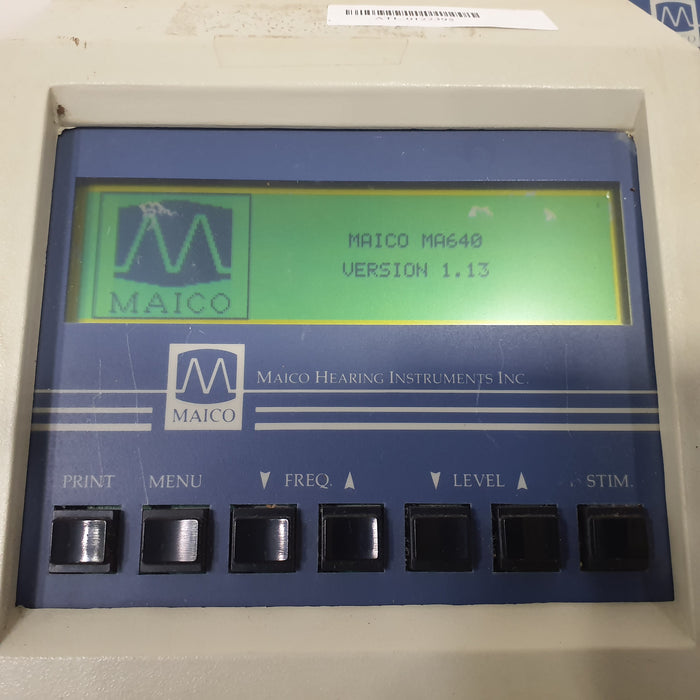 MAICO MA640
VERSION 1.13
MAICO
MAICO HEARING INSTRUMENTS INC.
MAICO
PRINT MENU ▼ FREQ. ▲ ▼ LEVEL ▲ STIM.